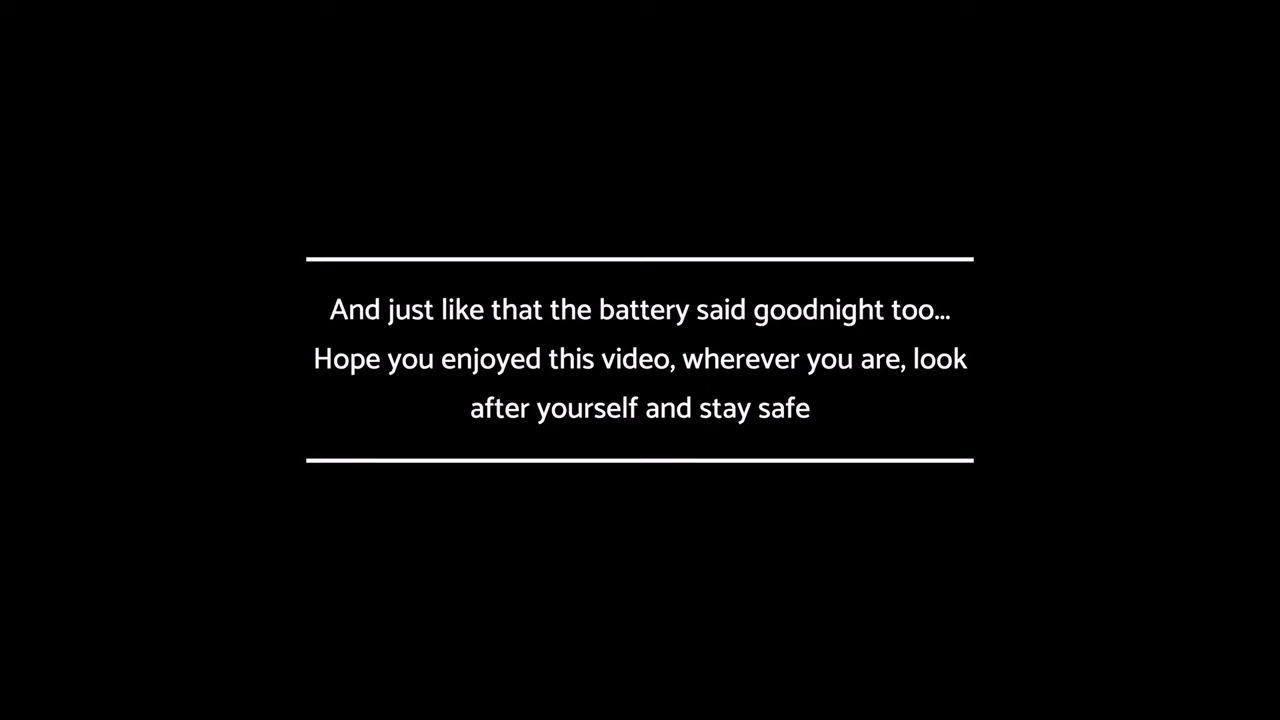 And just like that the battery said goodnight too...
Hope you enjoyed this video, wherever you are, look
after yourself and stay safe